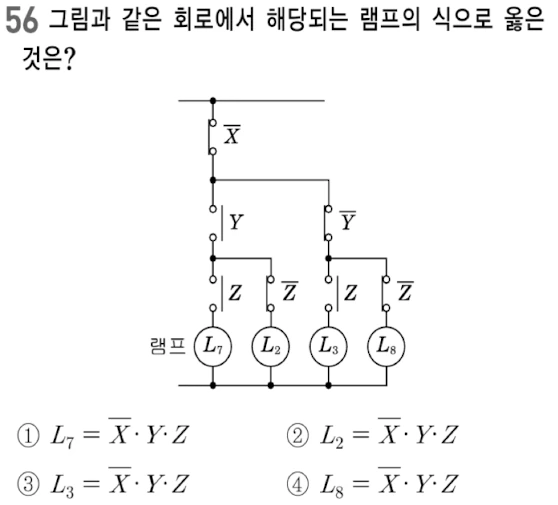 56 그림과 같은 회로에서 해당되는 램프의 식으로 옳은
것은?
X̅
Y
Y̅
Z
Z̅
Z
Z̅
램프 L₇ L₂ L₃ L₈
① L₇ = X̅·Y·Z ② L₂ = X̅·Y·Z
③ L₃ = X̅·Y·Z ④ L₈ = X̅·Y·Z